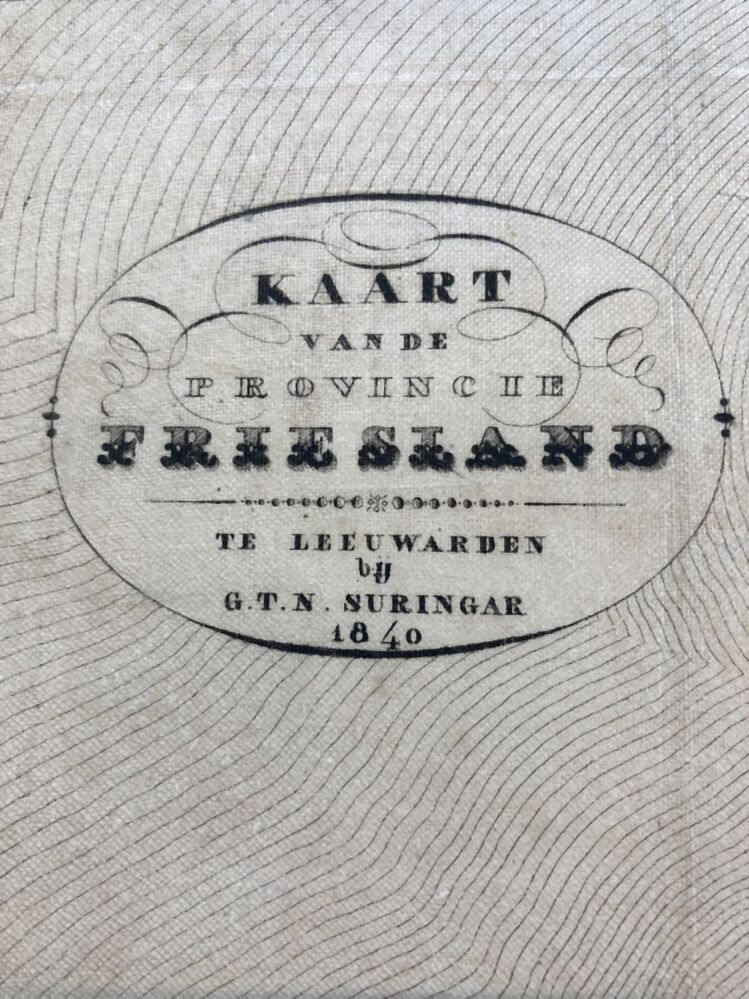 KAART
VAN DE
PROVINCIE
FRIESLAND
TE LEEUWARDEN
bij
G. T. N. SURINGAR
1840